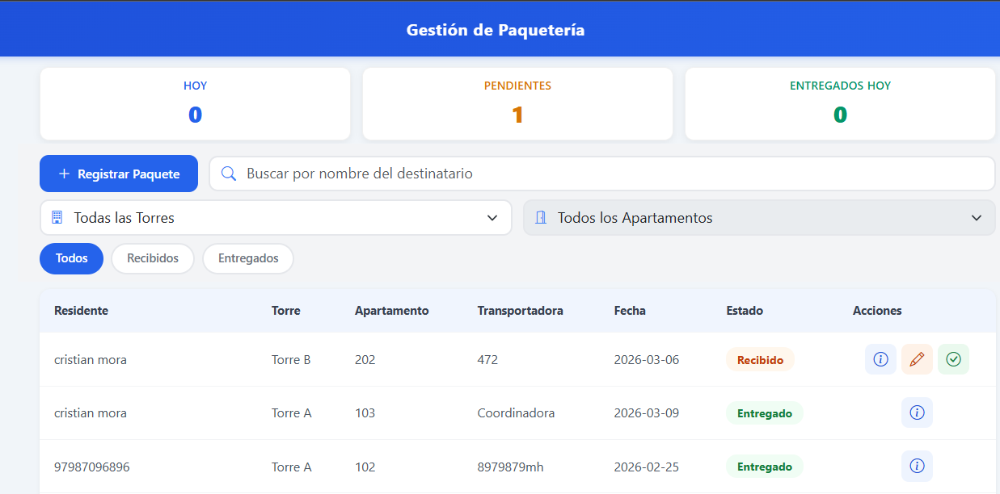 Gestión de Paquetería
HOY PENDIENTES ENTREGADOS HOY
0 1 0
+ Registrar Paquete Buscar por nombre del destinatario
Todas las Torres Todos los Apartamentos
Todos Recibidos Entregados
Residente Torre Apartamento Transportadora Fecha Estado Acciones
cristian mora Torre B 202 472 2026-03-06 Recibido
cristian mora Torre A 103 Coordinadora 2026-03-09 Entregado
97987096896 Torre A 102 8979879mh 2026-02-25 Entregado